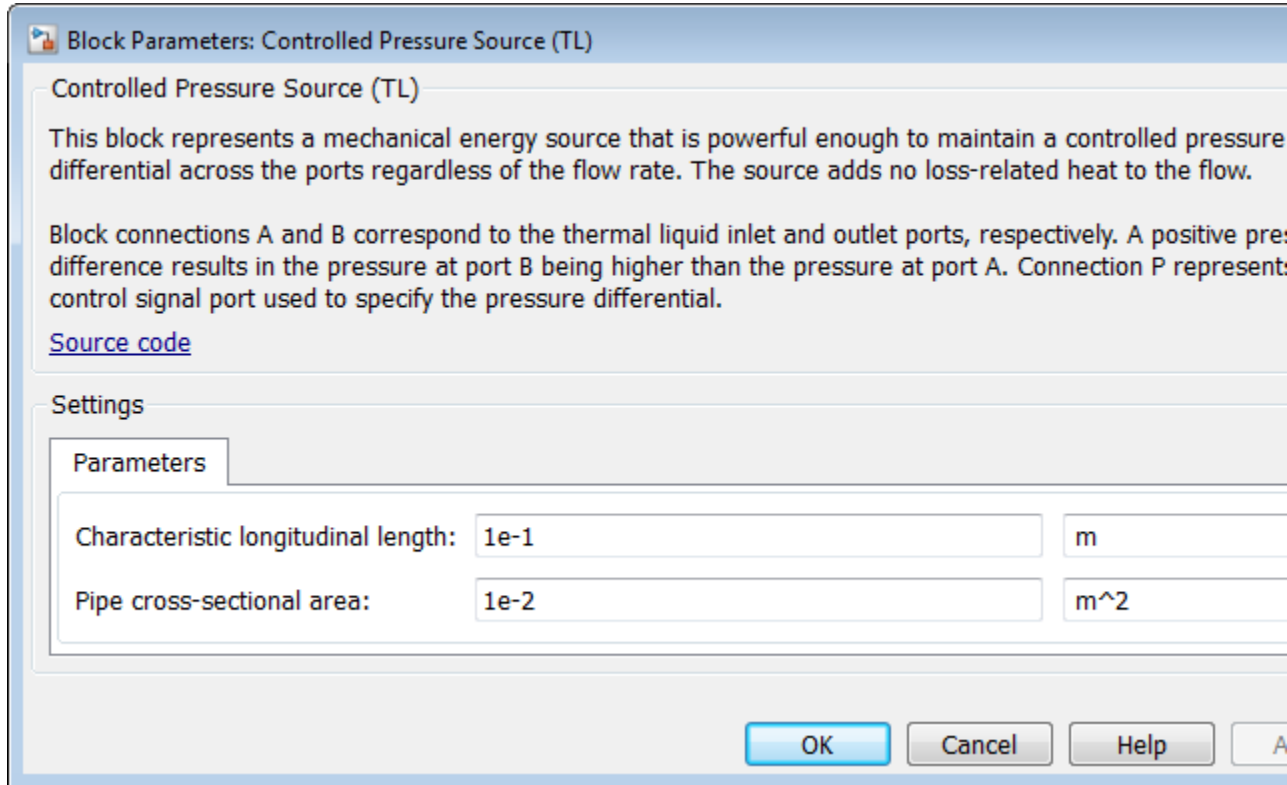 Block Parameters: Controlled Pressure Source (TL)
Controlled Pressure Source (TL)
This block represents a mechanical energy source that is powerful enough to maintain a controlled pressure
differential across the ports regardless of the flow rate. The source adds no loss-related heat to the flow.
Block connections A and B correspond to the thermal liquid inlet and outlet ports, respectively. A positive
difference results in the pressure at port B being higher than the pressure at port A. Connection P represents
control signal port used to specify the pressure differential.
Source code
Settings
Parameters
Characteristic longitudinal length: 1e-1 m
Pipe cross-sectional area: 1e-2 m^2
OK Cancel Help